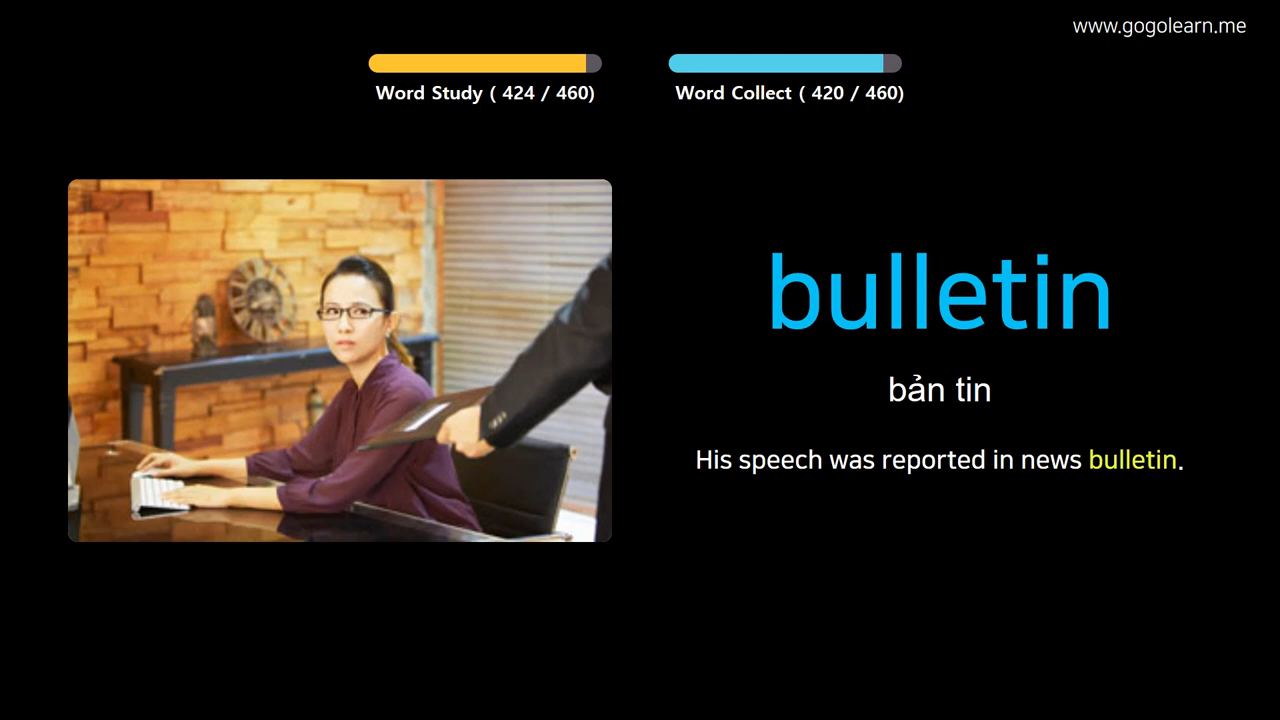 www.gogolearn.me
Word Study ( 424 / 460)
Word Collect ( 420 / 460)
bulletin
bản tin
His speech was reported in news bulletin.